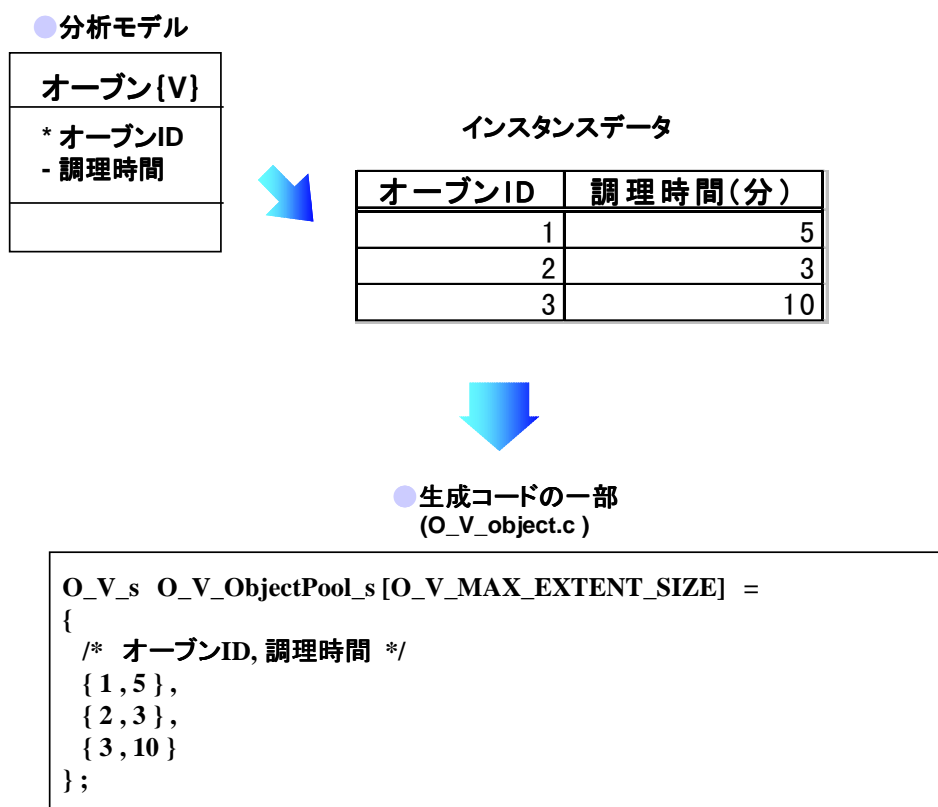 ●分析モデル
オーブン{V}
* オーブンID
- 調理時間
インスタンスデータ
オーブンID 調理時間(分)
1 5
2 3
3 10
●生成コードの一部
(O_V_object.c )
O_V_s O_V_ObjectPool_s [O_V_MAX_EXTENT_SIZE] =
{
/* オーブンID, 調理時間 */
{ 1 , 5 } ,
{ 2 , 3 } ,
{ 3 , 10 }
} ;